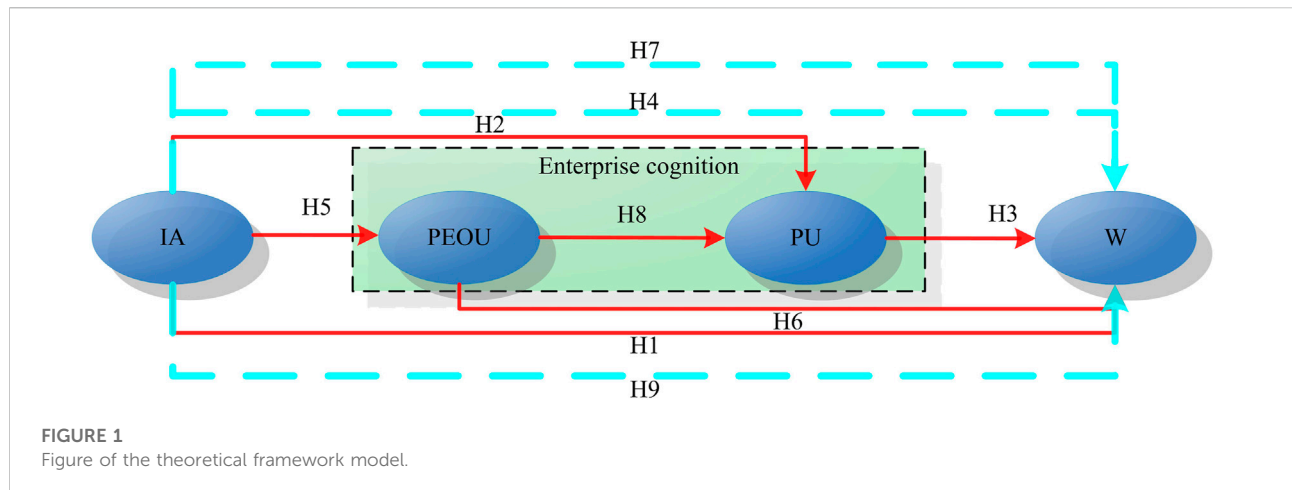 H7
H4
H2
Enterprise cognition
H5
H8
H3
IA
PEOU
PU
W
H6
H1
H9
FIGURE 1
Figure of the theoretical framework model.